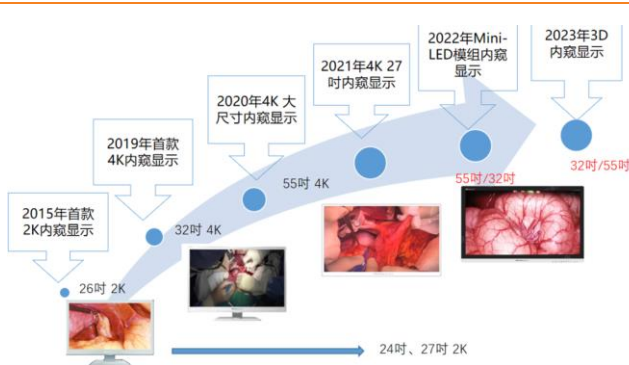 2015年首款
2K内窥显示
26吋 2K
2019年首款
4K内窥显示
32吋 4K
2020年4K 大
尺寸内窥显示
55吋 4K
2021年4K 27
吋内窥显示
2022年Mini-
LED模组内窥
显示
55吋/32吋
2023年3D
内窥显示
32吋/55吋
24吋、27吋 2K